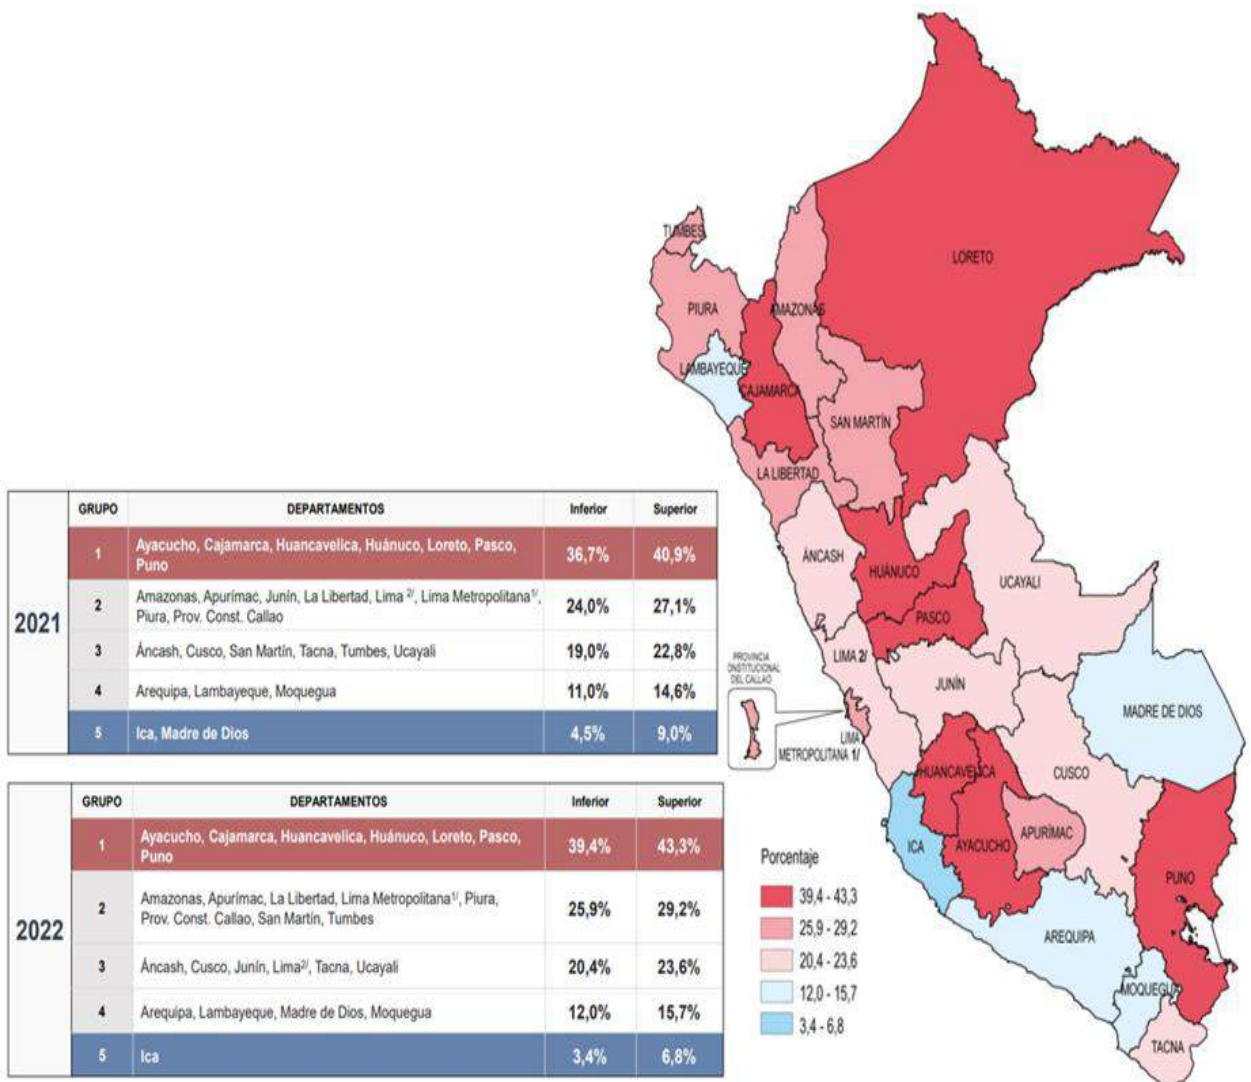 TUMBES
LORETO
PIURA
AMAZONAS
LAMBAYEQUE
CAJAMARCA
SAN MARTÍN
LA LIBERTAD
ÁNCASH
HUÁNUCO
UCAYALI
PASCO
LIMA 2/
JUNÍN
MADRE DE DIOS
PROVINCIA
ONSTITUCIONAL
DEL CALLAO
LIMA
METROPOLITANA 1/
HUANCAVELICA
CUSCO
ICA
AYACUCHO
APURÍMAC
PUNO
AREQUIPA
MOQUEGUA
TACNA
2021
GRUPO DEPARTAMENTOS Inferior Superior
1 Ayacucho, Cajamarca, Huancavelica, Huánuco, Loreto, Pasco,
Puno 36,7% 40,9%
2 Amazonas, Apurímac, Junín, La Libertad, Lima 2/, Lima Metropolitana1/,
Piura, Prov. Const. Callao 24,0% 27,1%
3 Áncash, Cusco, San Martín, Tacna, Tumbes, Ucayali 19,0% 22,8%
4 Arequipa, Lambayeque, Moquegua 11,0% 14,6%
5 Ica, Madre de Dios 4,5% 9,0%
2022
GRUPO DEPARTAMENTOS Inferior Superior
1 Ayacucho, Cajamarca, Huancavelica, Huánuco, Loreto, Pasco,
Puno 39,4% 43,3%
2 Amazonas, Apurímac, La Libertad, Lima Metropolitana1/, Piura,
Prov. Const. Callao, San Martín, Tumbes 25,9% 29,2%
3 Áncash, Cusco, Junín, Lima2/, Tacna, Ucayali 20,4% 23,6%
4 Arequipa, Lambayeque, Madre de Dios, Moquegua 12,0% 15,7%
5 Ica 3,4% 6,8%
Porcentaje
39,4 - 43,3
25,9 - 29,2
20,4 - 23,6
12,0 - 15,7
3,4 - 6,8